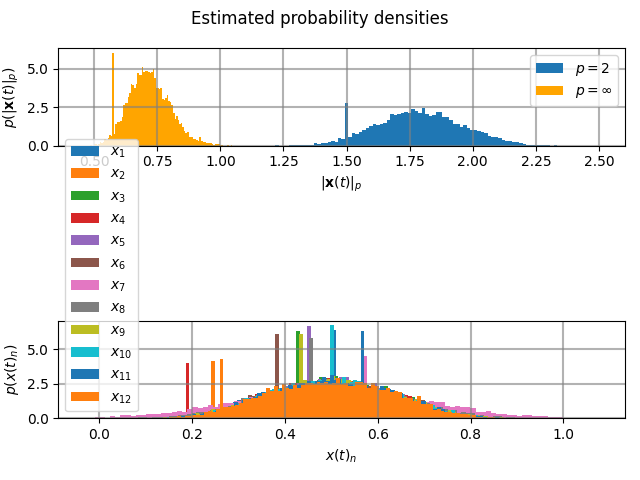 Estimated probability densities
p(|x(t)|p)
5.0
2.5
0.0
p = 2
p = ∞
0.50 0.75 1.00 1.25 1.50 1.75 2.00 2.25 2.50
|x(t)|p
x1
x2
x3
x4
x5
x6
x7
x8
x9
x10
x11
x12
p(x(t)n)
5.0
2.5
0.0
0.0 0.2 0.4 0.6 0.8 1.0
x(t)n